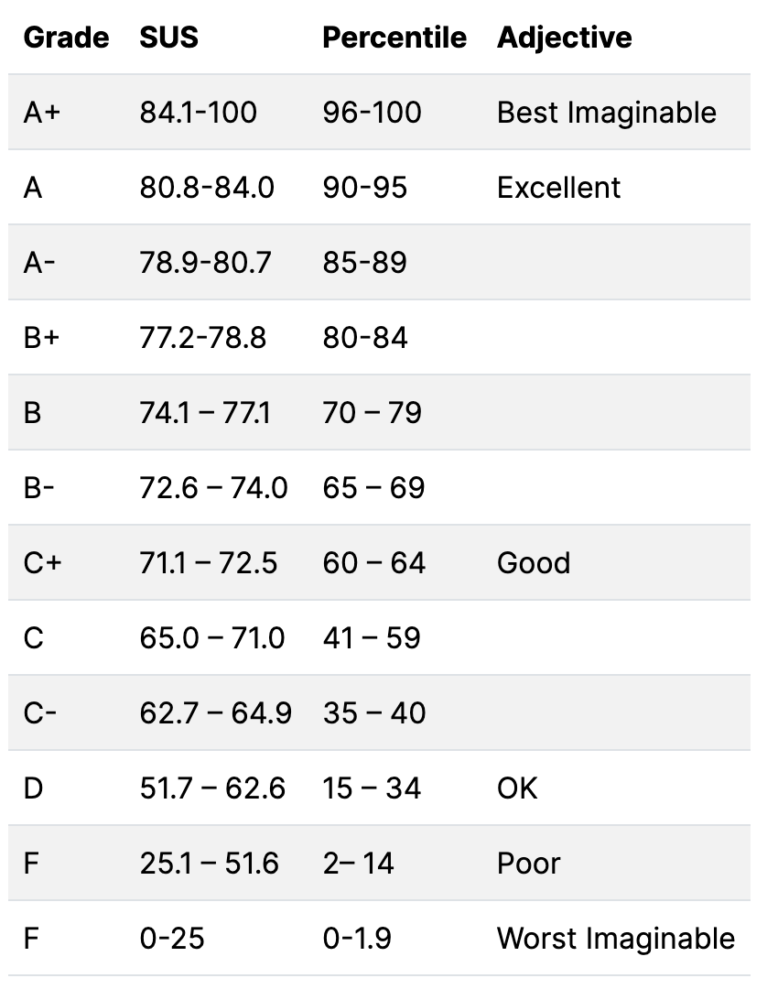 Grade SUS Percentile Adjective
A+ 84.1-100 96-100 Best Imaginable
A 80.8-84.0 90-95 Excellent
A- 78.9-80.7 85-89
B+ 77.2-78.8 80-84
B 74.1 – 77.1 70 – 79
B- 72.6 – 74.0 65 – 69
C+ 71.1 – 72.5 60 – 64 Good
C 65.0 – 71.0 41 – 59
C- 62.7 – 64.9 35 – 40
D 51.7 – 62.6 15 – 34 OK
F 25.1 – 51.6 2– 14 Poor
F 0-25 0-1.9 Worst Imaginable